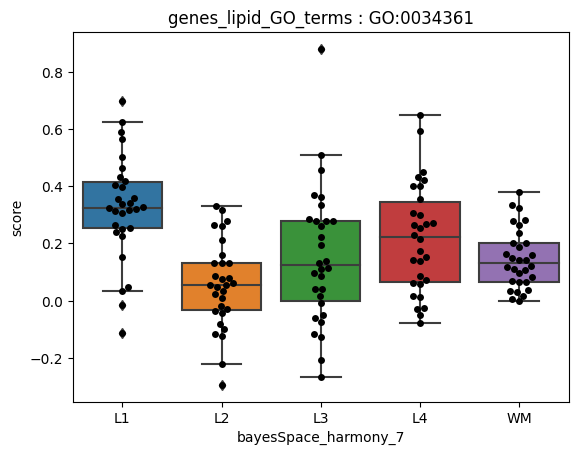 genes_lipid_GO_terms : GO:0034361
score
0.8
0.6
0.4
0.2
0.0
−0.2
L1 L2 L3 L4 WM
bayesSpace_harmony_7